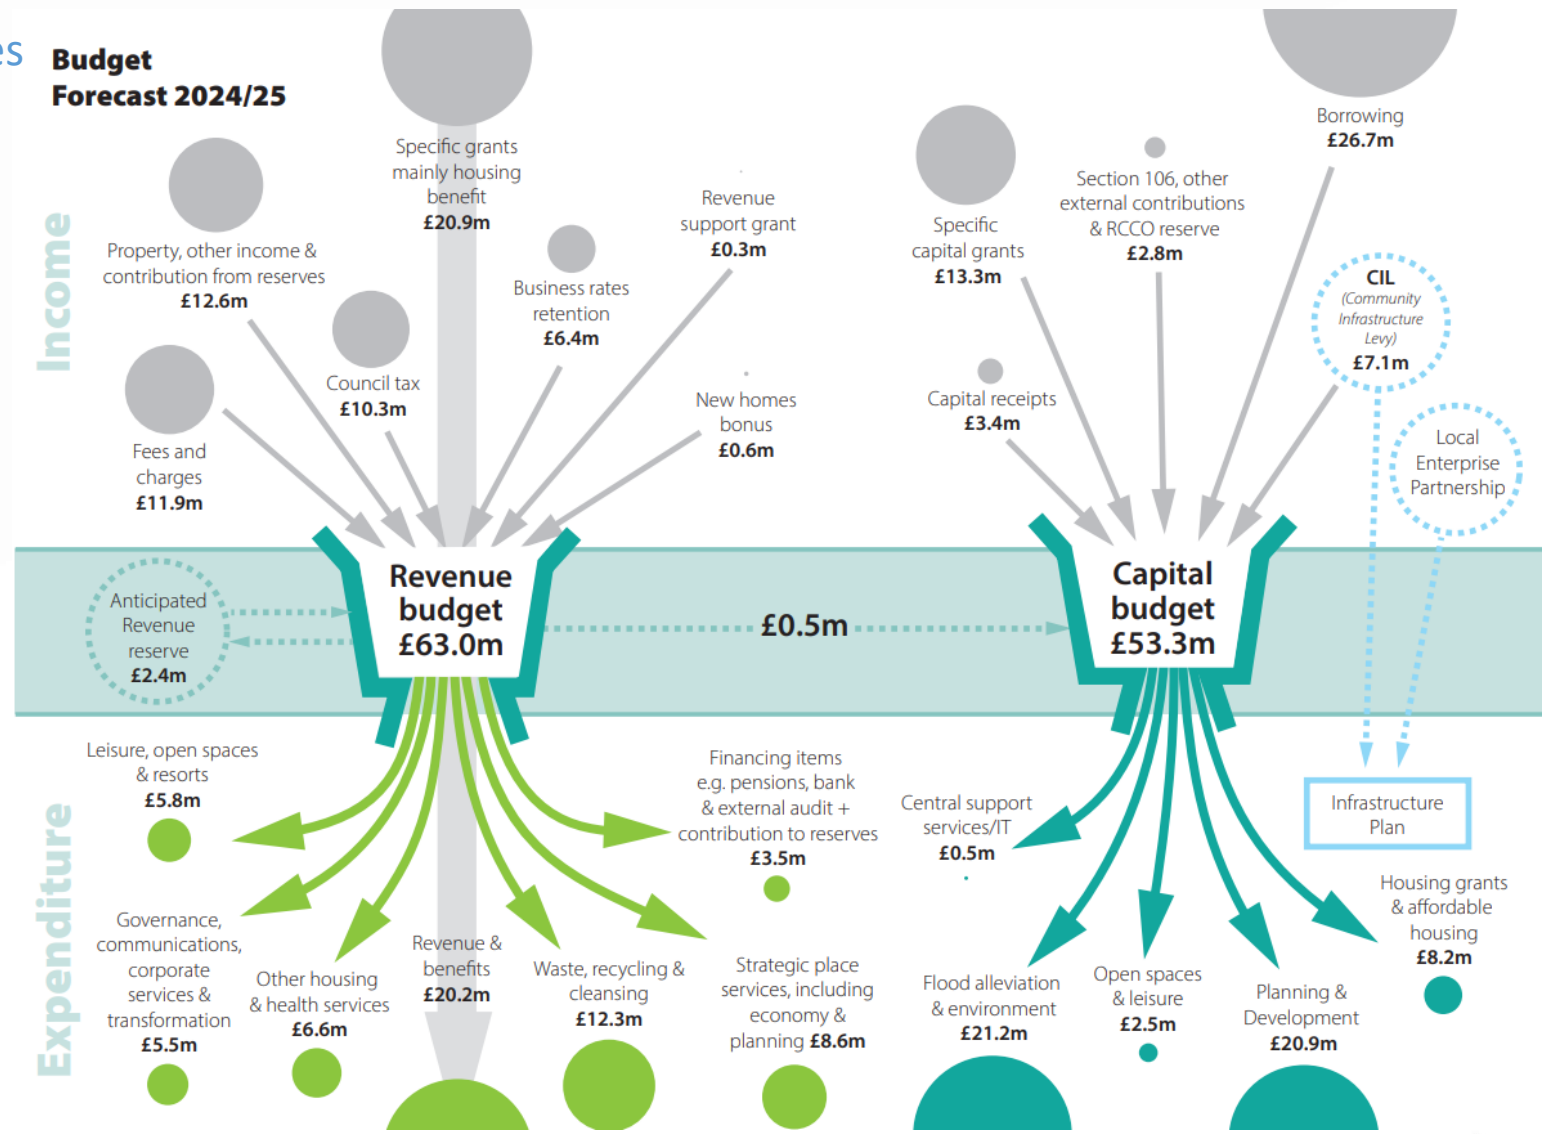 es
Budget
Forecast 2024/25
Income
Specific grants
mainly housing
benefit
£20.9m
Property, other income &
contribution from reserves
£12.6m
Fees and
charges
£11.9m
Council tax
£10.3m
Business rates
retention
£6.4m
Revenue
support grant
£0.3m
New homes
bonus
£0.6m
Specific
capital grants
£13.3m
Section 106, other
external contributions
& RCCO reserve
£2.8m
Borrowing
£26.7m
Capital receipts
£3.4m
CIL
(Community
Infrastructure
Levy)
£7.1m
Local
Enterprise
Partnership
Anticipated
Revenue
reserve
£2.4m
Revenue
budget
£63.0m
£0.5m
Capital
budget
£53.3m
Expenditure
Leisure, open spaces
& resorts
£5.8m
Governance,
communications,
corporate
services &
transformation
£5.5m
Other housing
& health services
£6.6m
Revenue &
benefits
£20.2m
Waste, recycling &
cleansing
£12.3m
Strategic place
services, including
economy &
planning £8.6m
Financing items
e.g. pensions, bank
& external audit +
contribution to reserves
£3.5m
Central support
services/IT
£0.5m
Flood alleviation
& environment
£21.2m
Open spaces
& leisure
£2.5m
Planning &
Development
£20.9m
Housing grants
& affordable
housing
£8.2m
Infrastructure
Plan